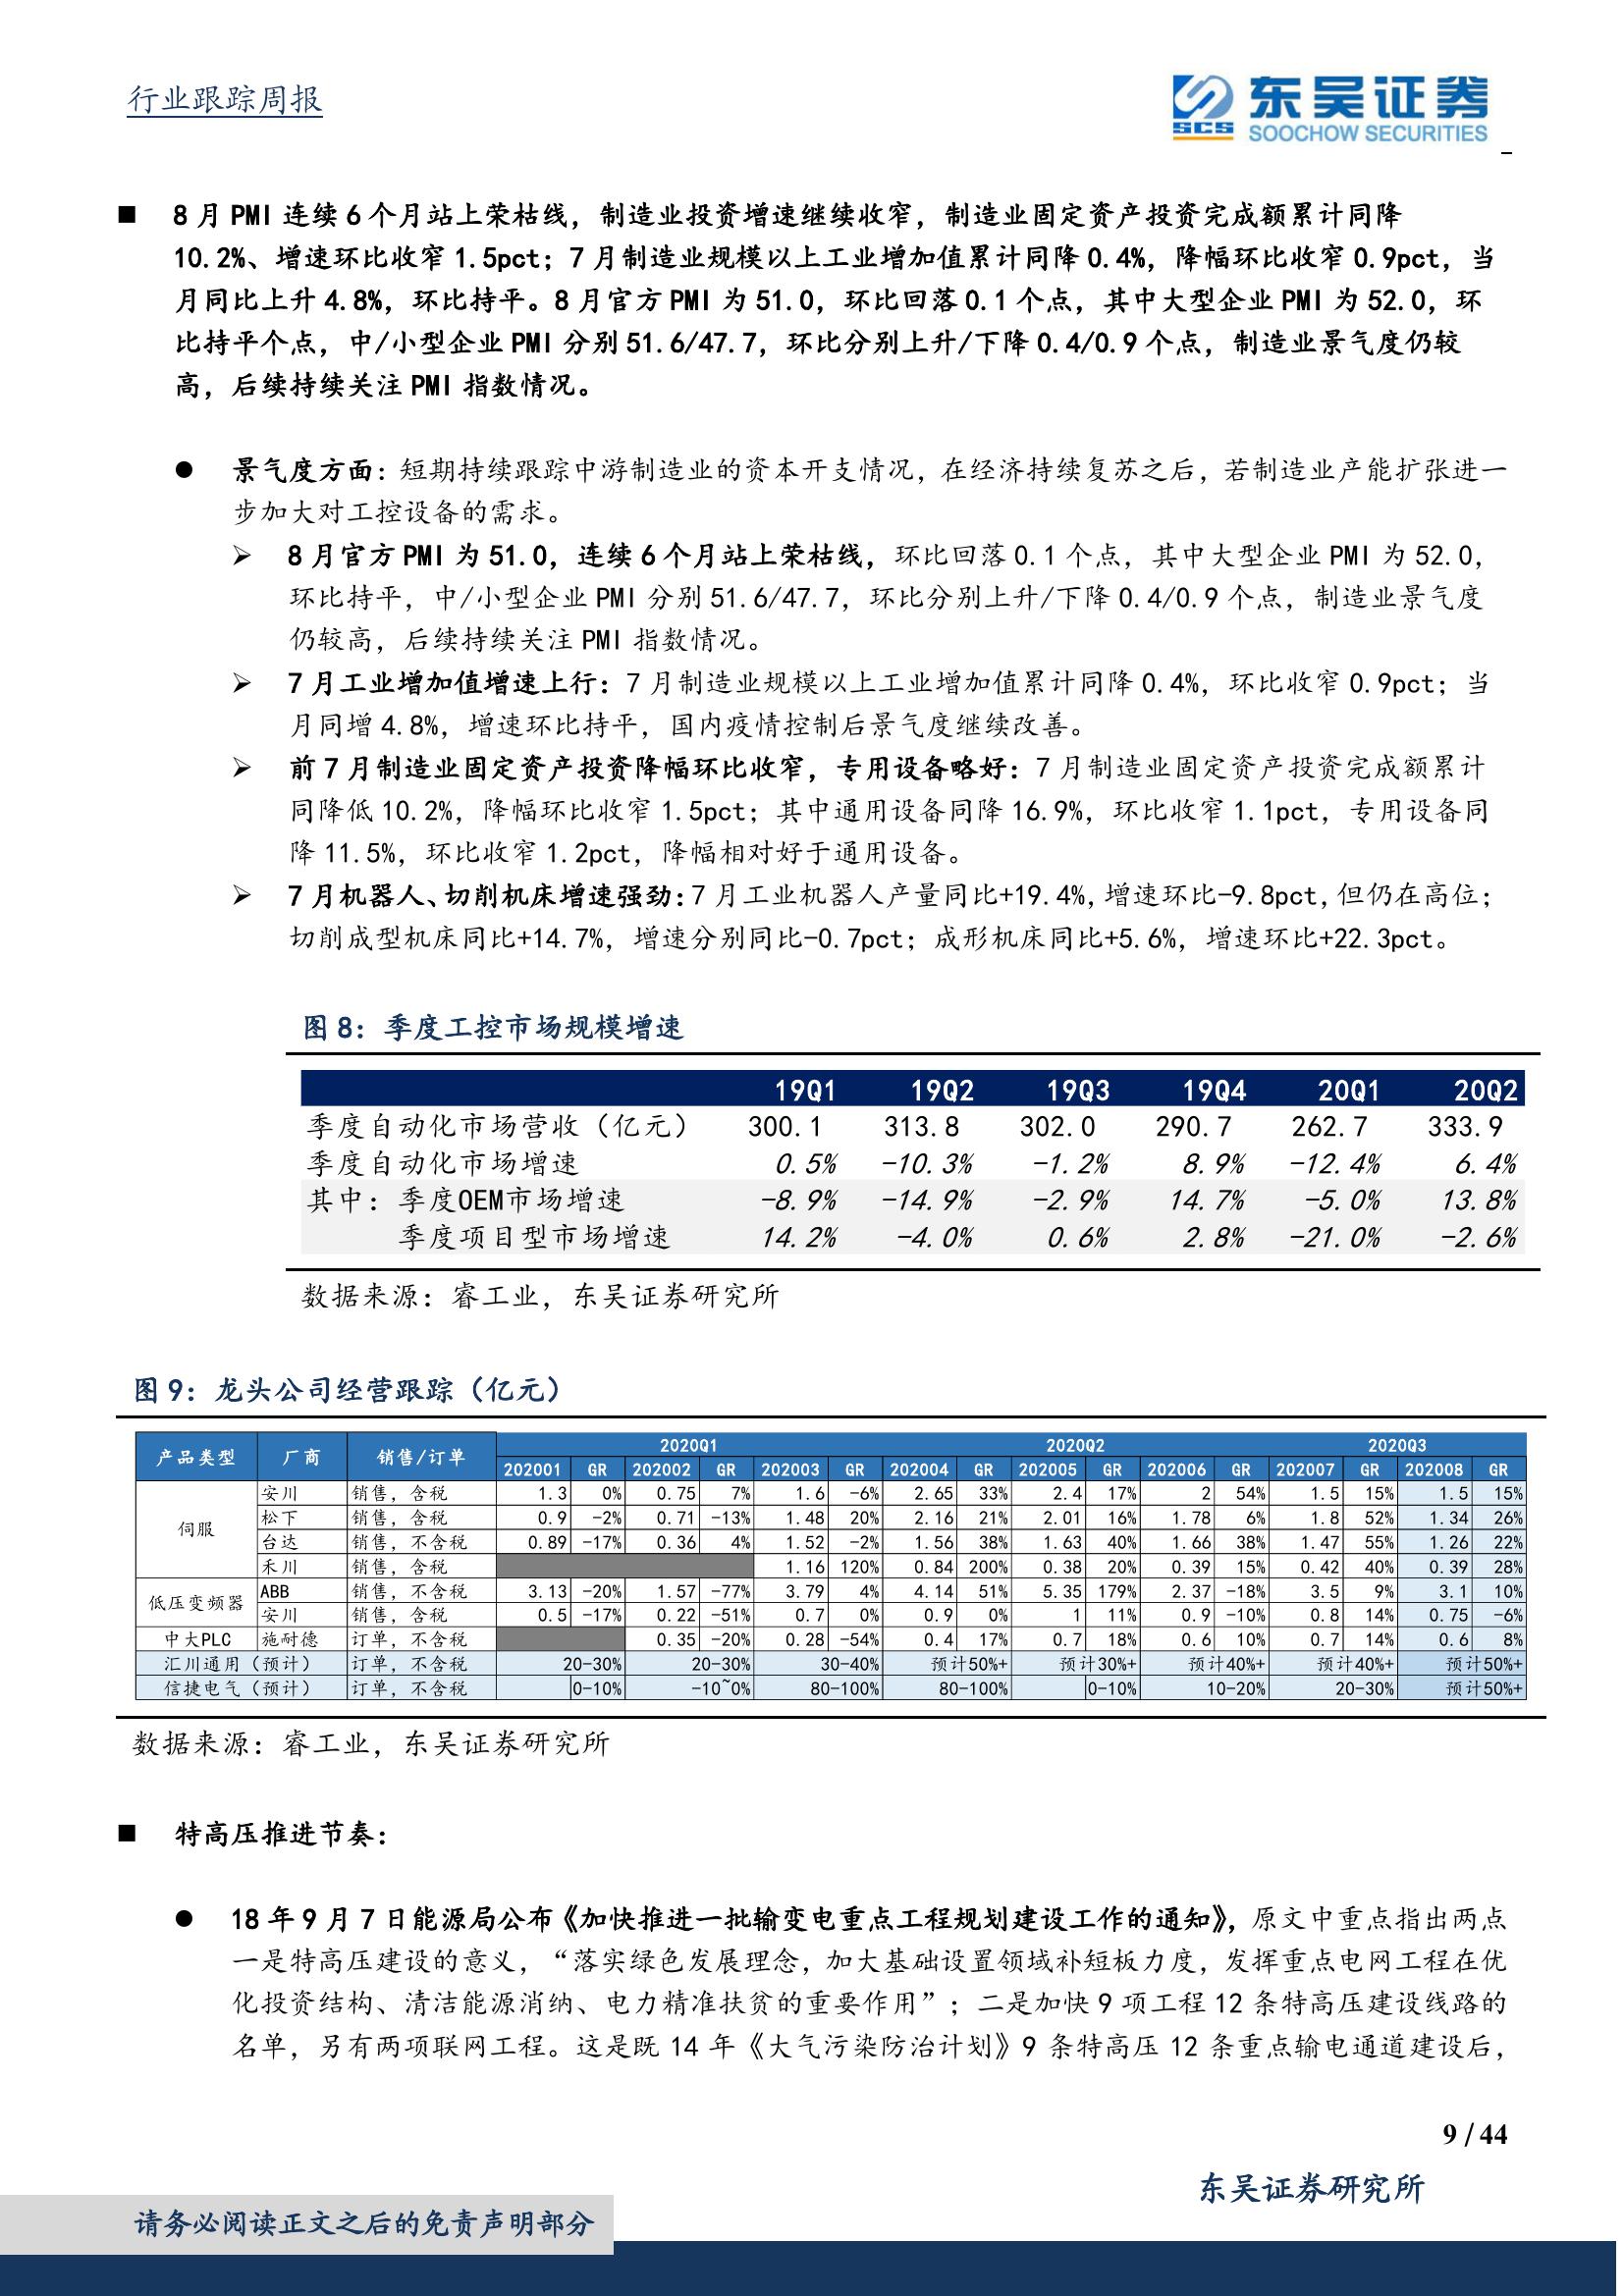 行业跟踪周报
SCS 东吴证券
SOOCHOW SECURITIES
■ 8 月 PMI 连续 6 个月站上荣枯线，制造业投资增速继续收窄，制造业固定资产投资完成额累计同降
10.2%、增速环比收窄 1.5pct；7 月制造业规模以上工业增加值累计同降 0.4%，降幅环比收窄 0.9pct，当
月同比上升 4.8%，环比持平。8 月官方 PMI 为 51.0，环比回落 0.1 个点，其中大型企业 PMI 为 52.0，环
比持平个点，中/小型企业 PMI 分别 51.6/47.7，环比分别上升/下降 0.4/0.9 个点，制造业景气度仍较
高，后续持续关注 PMI 指数情况。
● 景气度方面：短期持续跟踪中游制造业的资本开支情况，在经济持续复苏之后，若制造业产能扩张进一
步加大对工控设备的需求。
➢ 8 月官方 PMI 为 51.0，连续 6 个月站上荣枯线，环比回落 0.1 个点，其中大型企业 PMI 为 52.0，
环比持平，中/小型企业 PMI 分别 51.6/47.7，环比分别上升/下降 0.4/0.9 个点，制造业景气度
仍较高，后续持续关注 PMI 指数情况。
➢ 7 月工业增加值增速上行：7 月制造业规模以上工业增加值累计同降 0.4%，环比收窄 0.9pct；当
月同增 4.8%，增速环比持平，国内疫情控制后景气度继续改善。
➢ 前 7 月制造业固定资产投资降幅环比收窄，专用设备略好：7 月制造业固定资产投资完成额累计
同降低 10.2%，降幅环比收窄 1.5pct；其中通用设备同降 16.9%，环比收窄 1.1pct，专用设备同
降 11.5%，环比收窄 1.2pct，降幅相对好于通用设备。
➢ 7 月机器人、切削机床增速强劲：7 月工业机器人产量同比+19.4%，增速环比-9.8pct，但仍在高位；
切削成型机床同比+14.7%，增速分别同比-0.7pct；成形机床同比+5.6%，增速环比+22.3pct。
图 8：季度工控市场规模增速
19Q1 19Q2 19Q3 19Q4 20Q1 20Q2
季度自动化市场营收（亿元） 300.1 313.8 302.0 290.7 262.7 333.9
季度自动化市场增速 0.5% -10.3% -1.2% 8.9% -12.4% 6.4%
其中：季度OEM市场增速 -8.9% -14.9% -2.9% 14.7% -5.0% 13.8%
季度项目型市场增速 14.2% -4.0% 0.6% 2.8% -21.0% -2.6%
数据来源：睿工业，东吴证券研究所
图 9：龙头公司经营跟踪（亿元）
产品类型 厂商 销售/订单 2020Q1 2020Q2 2020Q3
202001 GR 202002 GR 202003 GR 202004 GR 202005 GR 202006 GR 202007 GR 202008 GR
伺服 安川 销售，含税 1.3 0% 0.75 7% 1.6 -6% 2.65 33% 2.4 17% 2 54% 1.5 15% 1.5 15%
松下 销售，含税 0.9 -2% 0.71 -13% 1.48 20% 2.16 21% 2.01 16% 1.78 6% 1.8 52% 1.34 26%
台达 销售，不含税 0.89 -17% 0.36 4% 1.52 -2% 1.56 38% 1.63 40% 1.66 38% 1.47 55% 1.26 22%
禾川 销售，含税 1.16 120% 0.84 200% 0.38 20% 0.39 15% 0.42 40% 0.39 28%
低压变频器 ABB 销售，不含税 3.13 -20% 1.57 -77% 3.79 4% 4.14 51% 5.35 179% 2.37 -18% 3.5 9% 3.1 10%
安川 销售，含税 0.5 -17% 0.22 -51% 0.7 0% 0.9 0% 1 11% 0.9 -10% 0.8 14% 0.75 -6%
中大PLC 施耐德 订单，不含税 0.35 -20% 0.28 -54% 0.4 17% 0.7 18% 0.6 10% 0.7 14% 0.6 8%
汇川通用（预计） 订单，不含税 20-30% 20-30% 30-40% 预计50%+ 预计30%+ 预计40%+ 预计40%+ 预计50%+
信捷电气（预计） 订单，不含税 0-10% -10~0% 80-100% 80-100% 0-10% 10-20% 20-30% 预计50%+
数据来源：睿工业，东吴证券研究所
■ 特高压推进节奏：
● 18 年 9 月 7 日能源局公布《加快推进一批输变电重点工程规划建设工作的通知》，原文中重点指出两点
一是特高压建设的意义，“落实绿色发展理念，加大基础设置领域补短板力度，发挥重点电网工程在优
化投资结构、清洁能源消纳、电力精准扶贫的重要作用”；二是加快 9 项工程 12 条特高压建设线路的
名单，另有两项联网工程。这是既 14 年《大气污染防治计划》9 条特高压 12 条重点输电通道建设后，
9 / 44
东吴证券研究所
请务必阅读正文之后的免责声明部分